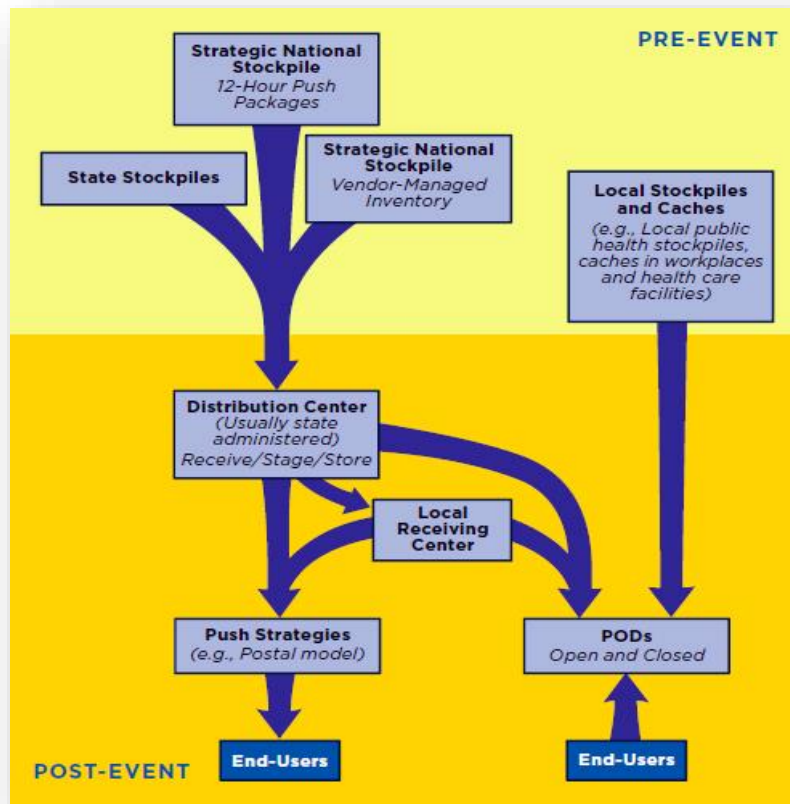 PRE-EVENT
Strategic National
Stockpile
12-Hour Push
Packages
State Stockpiles
Strategic National
Stockpile
Vendor-Managed
Inventory
Local Stockpiles
and Caches
(e.g., Local public
health stockpiles,
caches in workplaces
and health care
facilities)
Distribution Center
(Usually state
administered)
Receive/Stage/Store
Local
Receiving
Center
Push Strategies
(e.g., Postal model)
PODs
Open and Closed
End-Users
End-Users
POST-EVENT